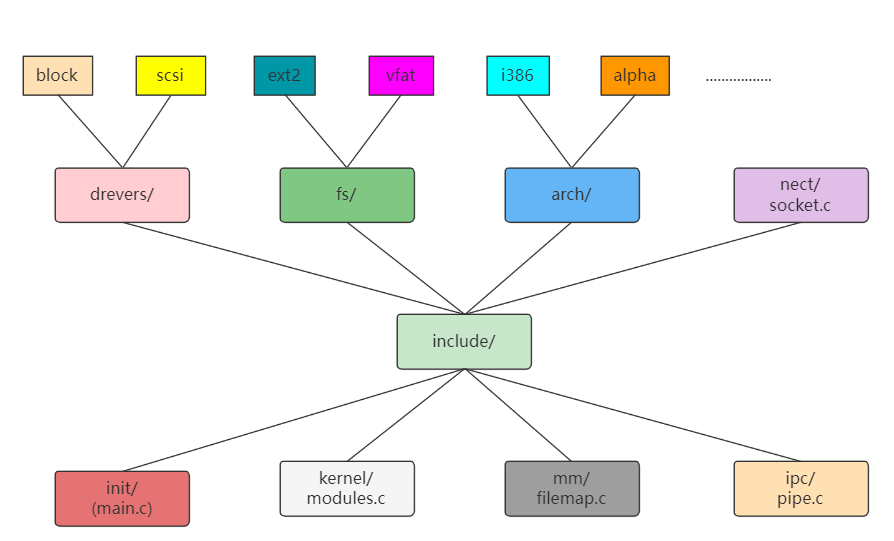 block
scsi
ext2
vfat
i386
alpha
.................
drevers/
fs/
arch/
nect/
socket.c
include/
init/
(main.c)
kernel/
modules.c
mm/
filemap.c
ipc/
pipe.c